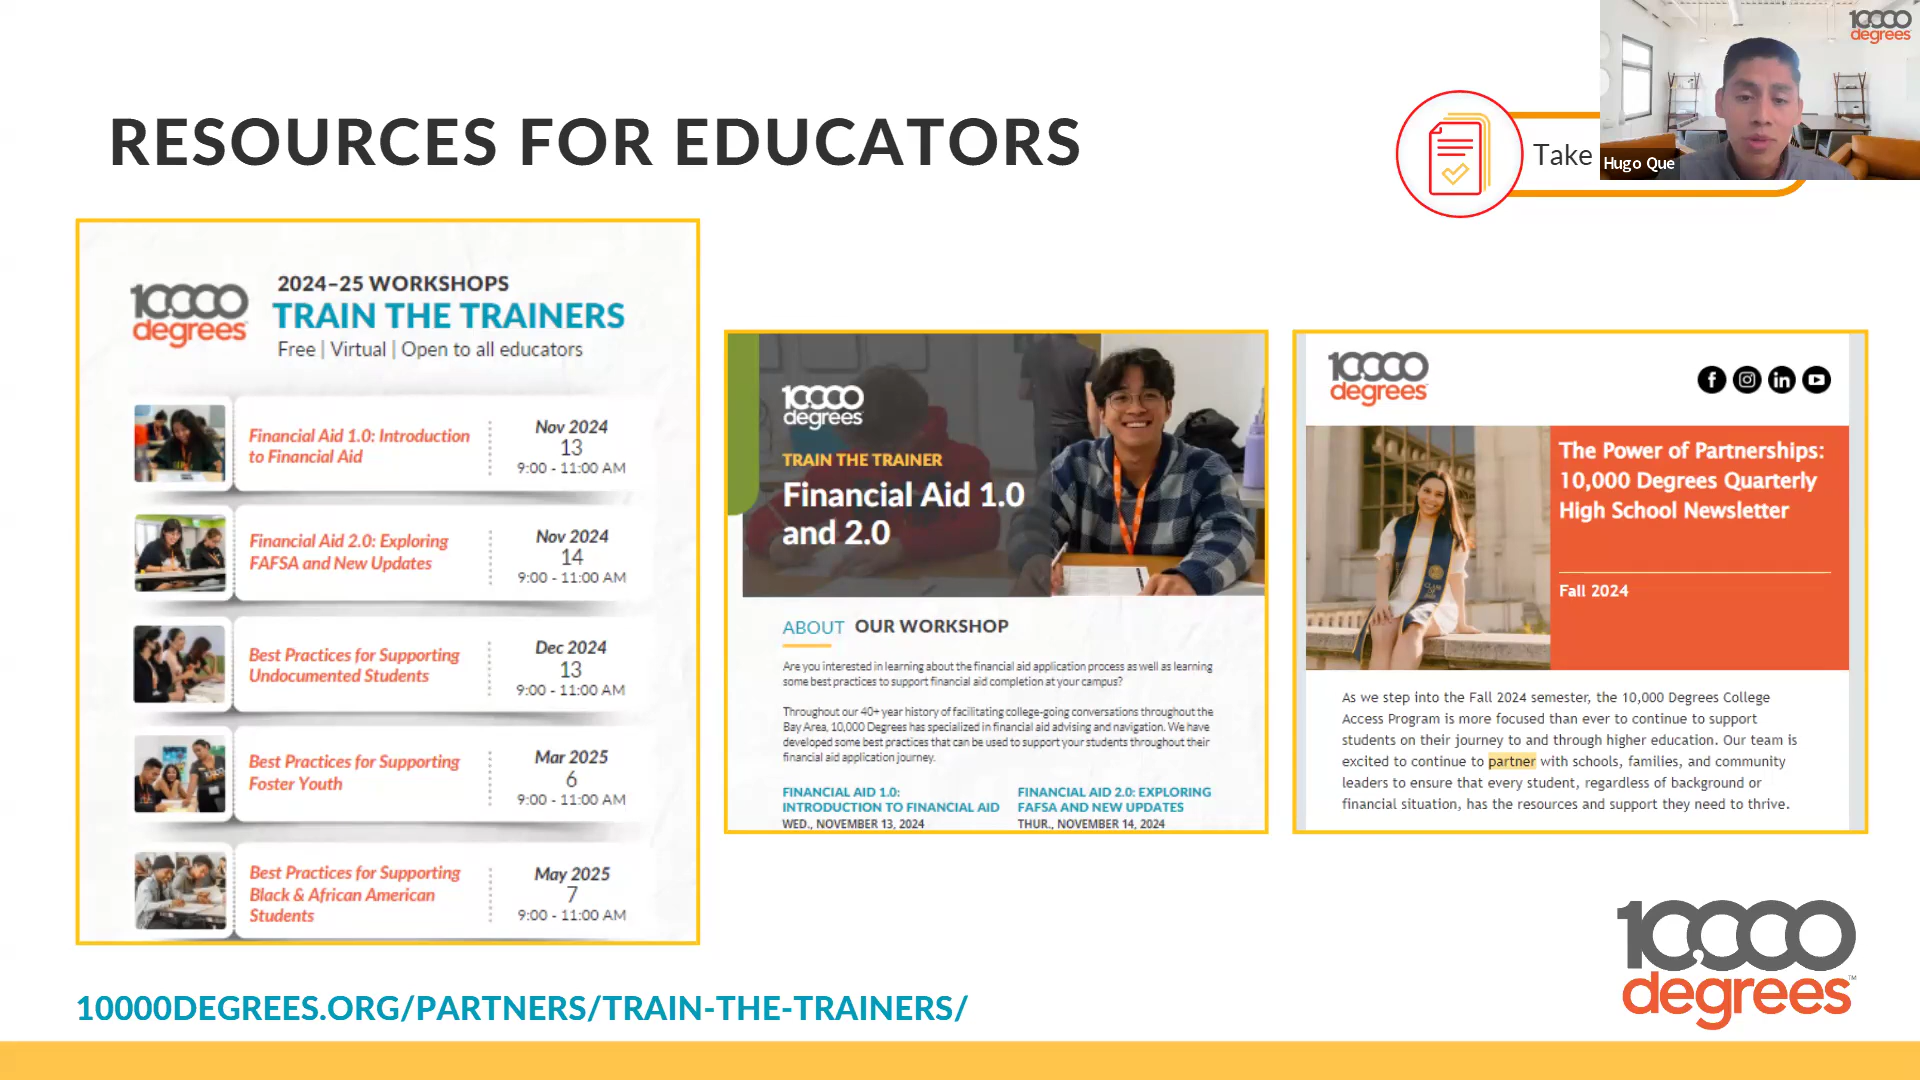 RESOURCES FOR EDUCATORS
Take
10,000
degrees
Hugo Que
10,000
degrees
2024–25 WORKSHOPS
TRAIN THE TRAINERS
Free | Virtual | Open to all educators
Financial Aid 1.0: Introduction
to Financial Aid
Nov 2024
13
9:00 - 11:00 AM
Financial Aid 2.0: Exploring
FAFSA and New Updates
Nov 2024
14
9:00 - 11:00 AM
Best Practices for Supporting
Undocumented Students
Dec 2024
13
9:00 - 11:00 AM
Best Practices for Supporting
Foster Youth
Mar 2025
6
9:00 - 11:00 AM
Best Practices for Supporting
Black & African American
Students
May 2025
7
9:00 - 11:00 AM
10,000
degrees
TRAIN THE TRAINER
Financial Aid 1.0
and 2.0
ABOUT OUR WORKSHOP
Are you interested in learning about the financial aid application process as well as learning
some best practices to support financial aid completion at your campus?
Throughout our 40+ year history of facilitating college-going conversations throughout the
Bay Area, 10,000 Degrees has specialized in financial aid advising and navigation. We have
developed some best practices that can be used to support your students throughout their
financial aid application journey.
FINANCIAL AID 1.0:
INTRODUCTION TO FINANCIAL AID
WED., NOVEMBER 13, 2024
FINANCIAL AID 2.0: EXPLORING
FAFSA AND NEW UPDATES
THUR., NOVEMBER 14, 2024
10,000
degrees
The Power of Partnerships:
10,000 Degrees Quarterly
High School Newsletter
Fall 2024
As we step into the Fall 2024 semester, the 10,000 Degrees College
Access Program is more focused than ever to continue to support
students on their journey to and through higher education. Our team is
excited to continue to partner with schools, families, and community
leaders to ensure that every student, regardless of background or
financial situation, has the resources and support they need to thrive.
10000DEGREES.ORG/PARTNERS/TRAIN-THE-TRAINERS/
10,000
degrees™